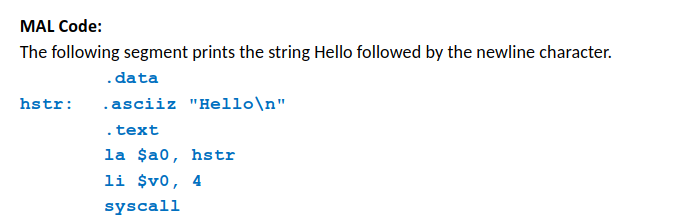 MAL Code:
The following segment prints the string Hello followed by the newline character.
.data
hstr: .asciiz "Hello\n"
.text
la $a0, hstr
li $v0, 4
syscall